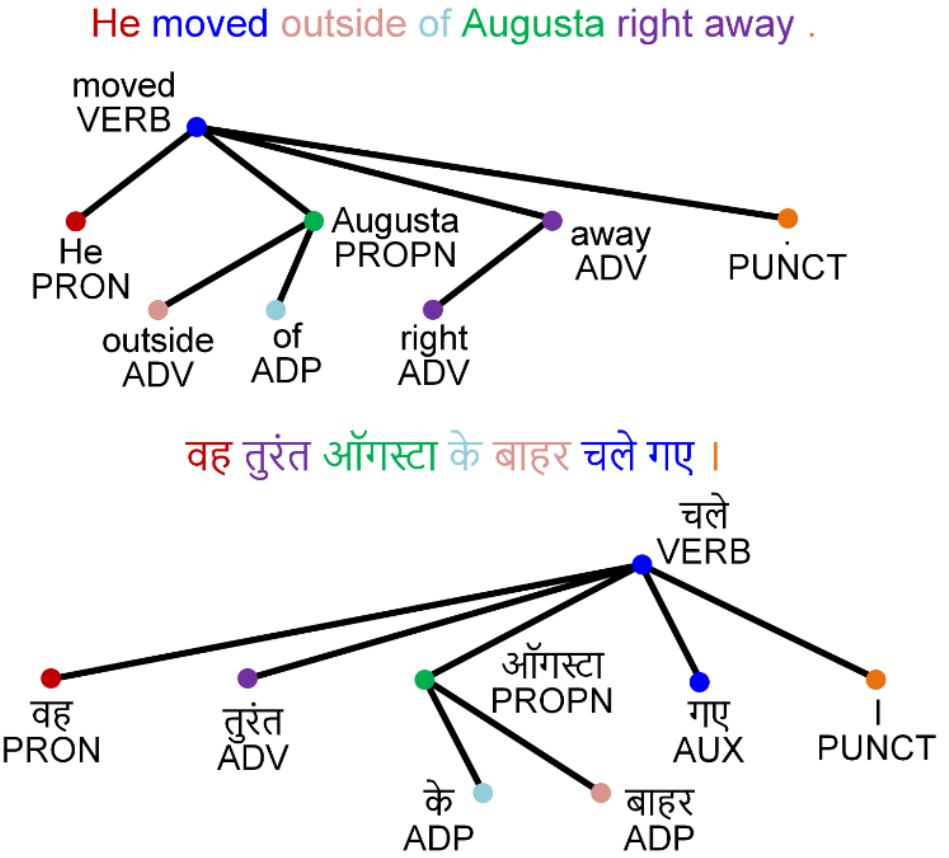 He moved outside of Augusta right away .
moved
VERB
He
PRON
Augusta
PROPN
away
ADV
.
PUNCT
outside
ADV
of
ADP
right
ADV
वह तुरंत ऑगस्टा के बाहर चले गए ।
चले
VERB
वह
PRON
तुरंत
ADV
ऑगस्टा
PROPN
गए
AUX
।
PUNCT
के
ADP
बाहर
ADP